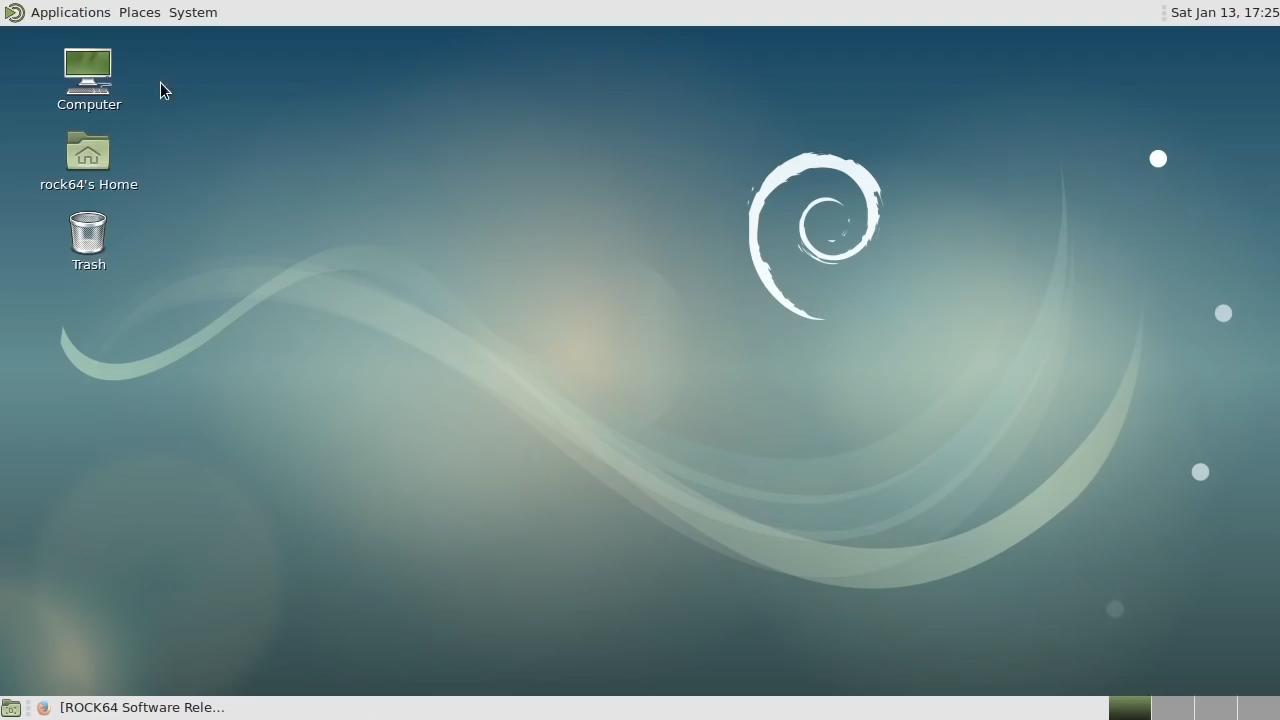 Applications Places System
Sat Jan 13, 17:25
Computer
rock64's Home
Trash
[ROCK64 Software Rele…